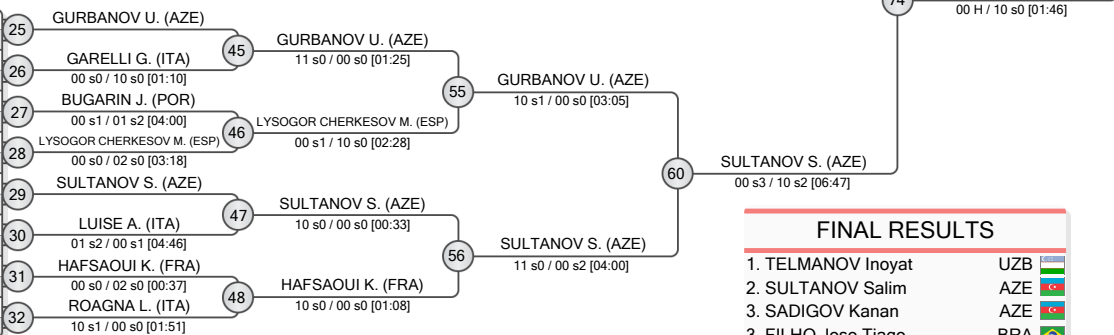 74
00 H / 10 s0 [01:46]
25
GURBANOV U. (AZE)
26
GARELLI G. (ITA)
00 s0 / 10 s0 [01:10]
45
GURBANOV U. (AZE)
11 s0 / 00 s0 [01:25]
27
BUGARIN J. (POR)
00 s1 / 01 s2 [04:00]
28
LYSOGOR CHERKESOV M. (ESP)
00 s0 / 02 s0 [03:18]
46
LYSOGOR CHERKESOV M. (ESP)
00 s1 / 10 s0 [02:28]
55
GURBANOV U. (AZE)
10 s1 / 00 s0 [03:05]
29
SULTANOV S. (AZE)
30
LUISE A. (ITA)
01 s2 / 00 s1 [04:46]
47
SULTANOV S. (AZE)
10 s0 / 00 s0 [00:33]
31
HAFSAOUI K. (FRA)
00 s0 / 02 s0 [00:37]
32
ROAGNA L. (ITA)
10 s1 / 00 s0 [01:51]
48
HAFSAOUI K. (FRA)
10 s0 / 00 s0 [01:08]
56
SULTANOV S. (AZE)
11 s0 / 00 s2 [04:00]
60
SULTANOV S. (AZE)
00 s3 / 10 s2 [06:47]
FINAL RESULTS
1. TELMANOV Inoyat UZB
2. SULTANOV Salim AZE
3. SADIGOV Kanan AZE
3. FILHO Jose Tiago BRA